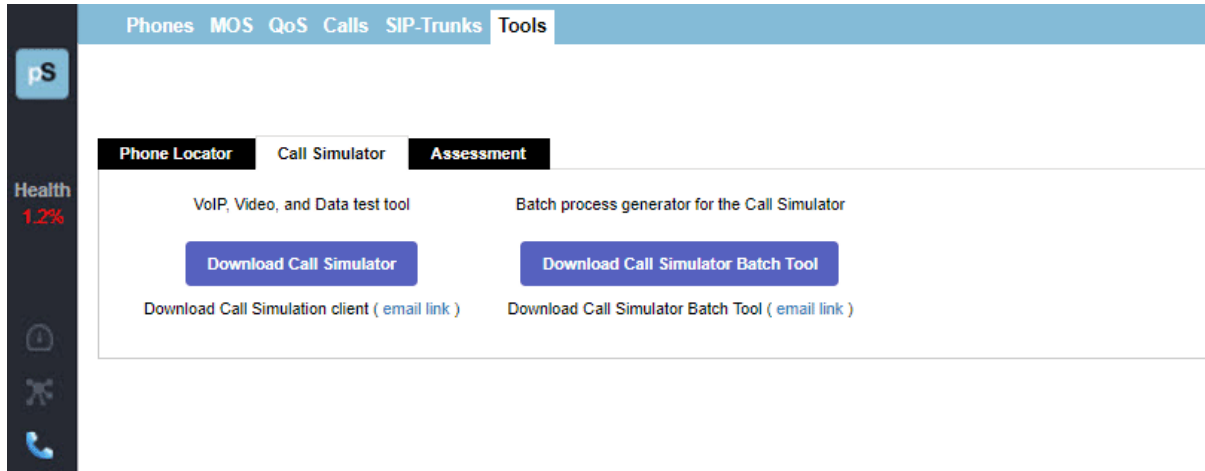 Phones MOS QoS Calls SIP-Trunks Tools
pS
Phone Locator Call Simulator Assessment
Health
1.2%
VoIP, Video, and Data test tool Batch process generator for the Call Simulator
Download Call Simulator Download Call Simulator Batch Tool
Download Call Simulation client ( email link ) Download Call Simulator Batch Tool ( email link )